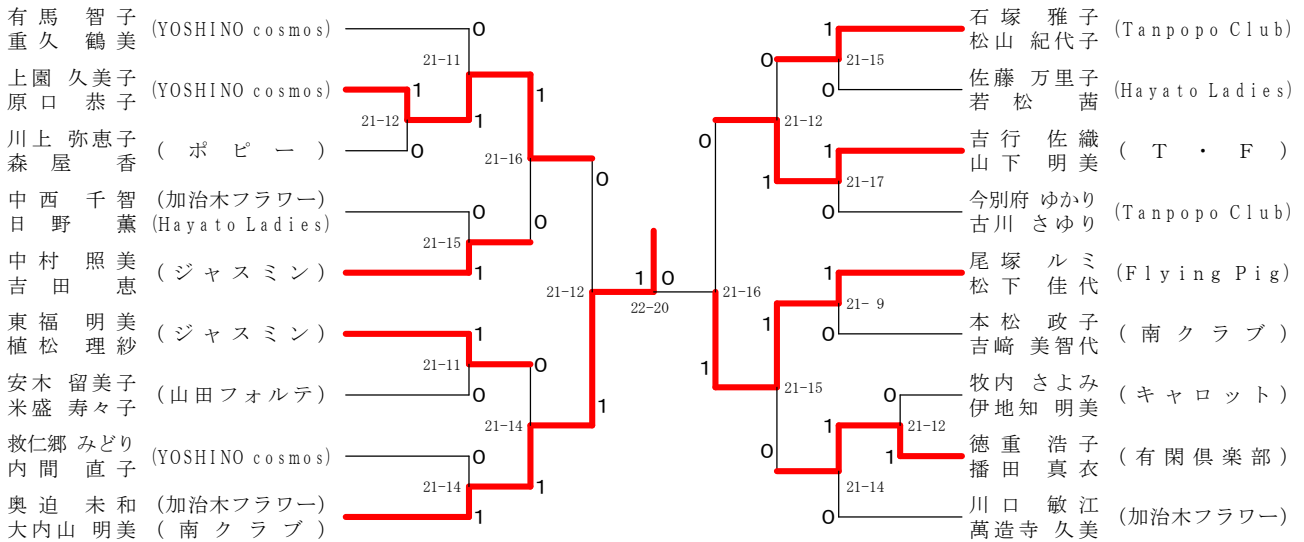 有馬 智子
重久 鶴美
(YOSHINO cosmos)
0
21-11
上園 久美子
原口 恭子
(YOSHINO cosmos)
1
21-12
1
川上 弥恵子
森屋 香
(ポピー)
0
1
21-16
中西 千智 (加治木フラワー)
日野 薫 (Hayato Ladies)
0
21-15
0
中村 照美
吉田 恵
(ジャスミン)
1
0
21-12
東福 明美
植松 理紗
(ジャスミン)
1
21-11
0
安木 留美子
米盛 寿々子
(山田フォルテ)
0
21-14
1
救仁郷 みどり
内間 直子
(YOSHINO cosmos)
0
21-14
1
奥迫 未和 (加治木フラワー)
大内山 明美 (南クラブ)
1
1 0
22-20
石塚 雅子
松山 紀代子
(Tanpopo Club)
1
21-15
0
佐藤 万里子
若松 茜
(Hayato Ladies)
0
21-12
0
吉行 佐織
山下 明美
(T・F)
1
21-17
1
今別府 ゆかり
古川 さゆり
(Tanpopo Club)
0
21-16
尾塚 ルミ
松下 佳代
(Flying Pig)
1
21- 9
1
本松 政子
吉﨑 美智代
(南クラブ)
0
1
21-15
牧内 さよみ
伊地知 明美
(キャロット)
0
21-12
1
徳重 浩子
播田 真衣
(有閑倶楽部)
1
0
21-14
川口 敏江
萬造寺 久美
(加治木フラワー)
0